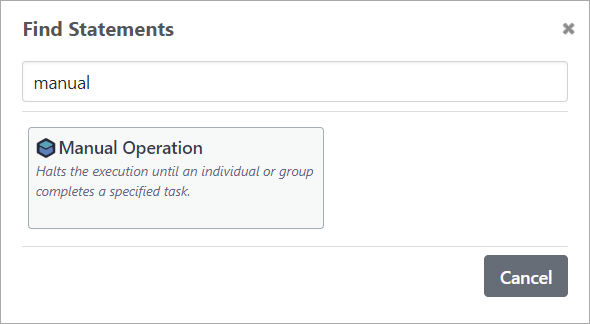 Find Statements
manual
Manual Operation
Halts the execution until an individual or group
completes a specified task.
Cancel